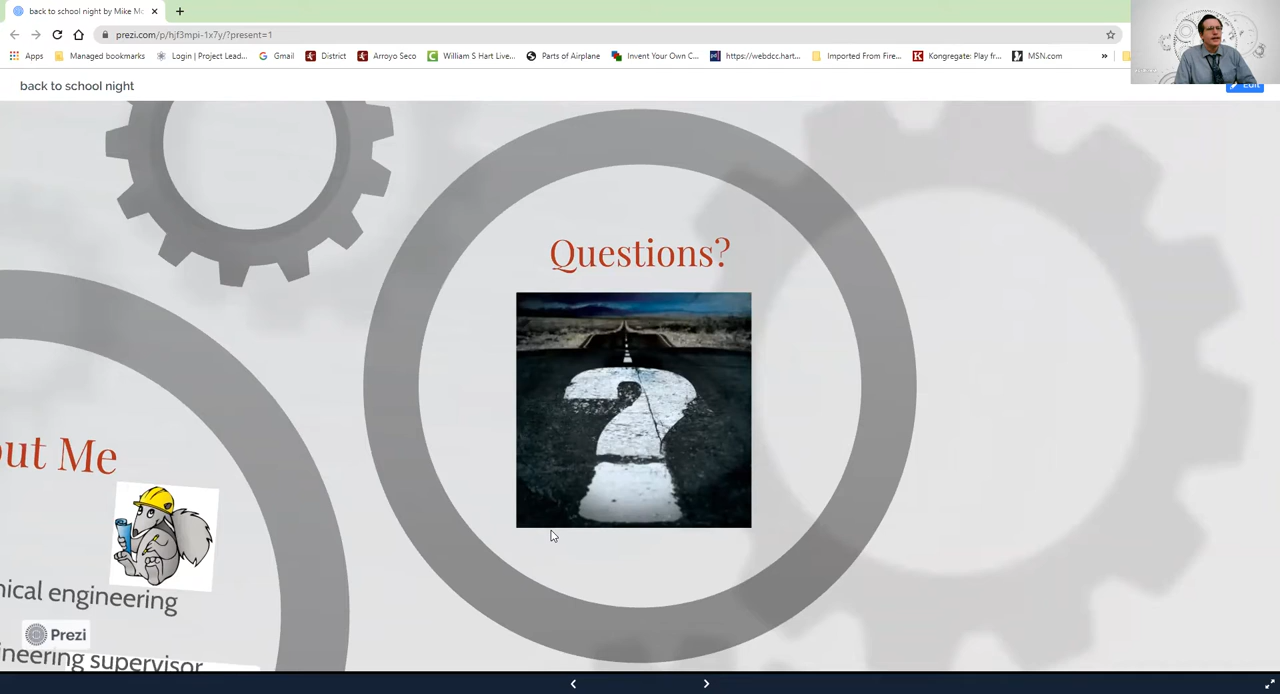 back to school night by Mike Mc
prezi.com/p/hjf3mpi-1x7y/?present=1
Apps
Managed bookmarks
Login | Project Lead...
Gmail
District
Arroyo Seco
William S Hart Live...
Parts of Airplane
Invent Your Own C...
https://webdcc.hart...
Imported From Fire...
Kongregate: Play fr...
MSN.com
»
back to school night
Edit
Questions?
?
out Me
nical engineering
Prezi
ineering supervisor